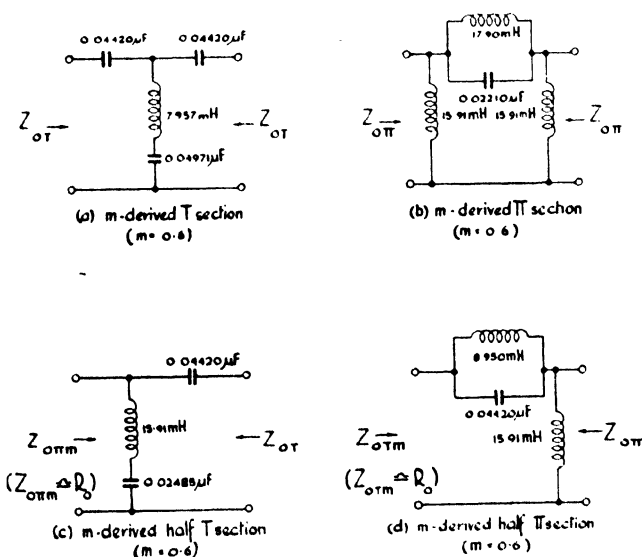 0.04420µF 0.04420µF
7.957mH
Z₀T Z₀T
0.04971µF
(a) m-derived T section
(m = 0.6)
17.90mH
0.02210µF
15.91mH 15.91mH
Z₀π Z₀π
(b) m-derived Π section
(m = 0.6)
0.04420µF
15.91mH
Z₀πm Z₀T
(Z₀πm ≏ R₀)
0.02485µF
(c) m-derived half T section
(m = 0.6)
8.950mH
0.04420µF
Z₀Tm 15.91mH Z₀π
(Z₀Tm ≏ R₀)
(d) m-derived half Π section
(m = 0.6)